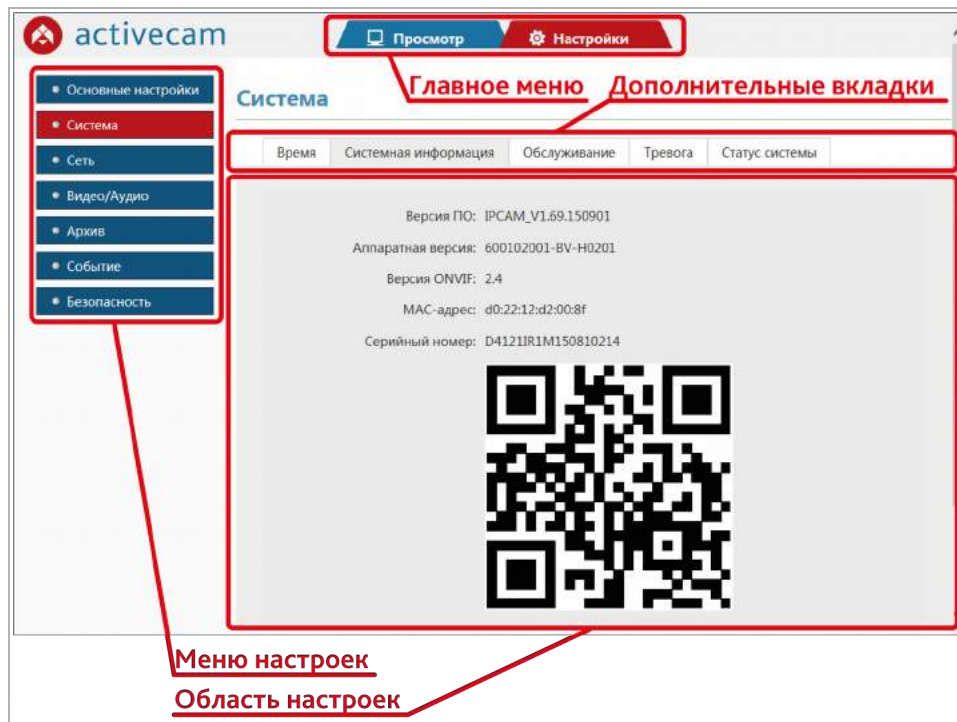 activecam
Просмотр
Настройки
Главное меню
Дополнительные вкладки
Основные настройки
Система
Сеть
Видео/Аудио
Архив
Событие
Безопасность
Система
Время Системная информация Обслуживание Тревога Статус системы
Версия ПО: IPCAM_V1.69.150901
Аппаратная версия: 600102001-BV-H0201
Версия ONVIF: 2.4
MAC-адрес: d0:22:12:d2:00:8f
Серийный номер: D4121IR1M150810214
Меню настроек
Область настроек